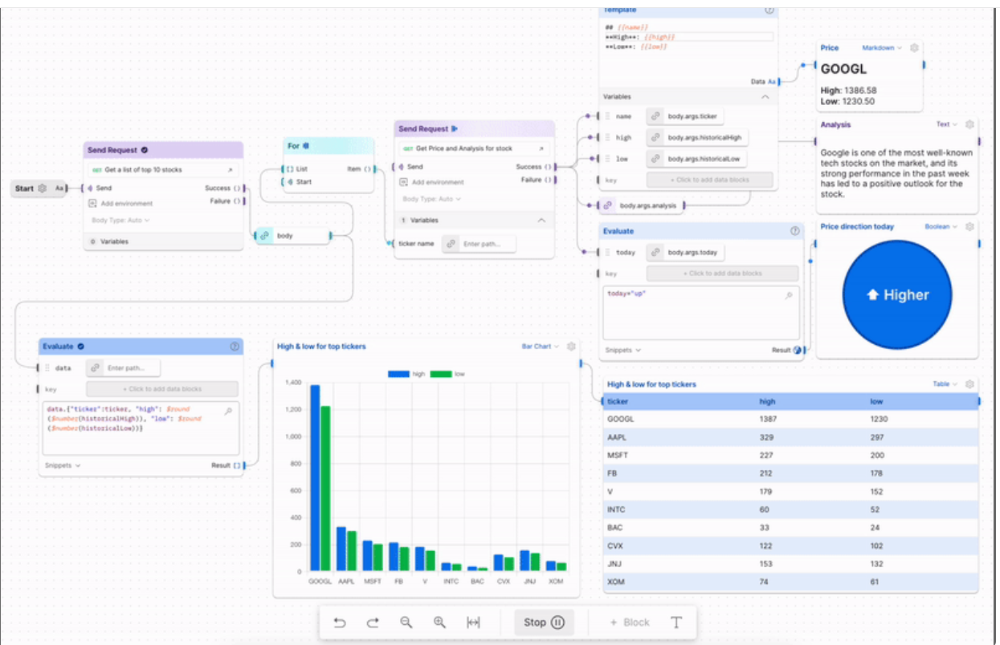 Template
## {{name}}
**High**: {{high}}
**Low**: {{low}}
Data Aa
Variables
name body.args.ticker
high body.args.historicalHigh
low body.args.historicalLow
key + Click to add data blocks
body.args.analysis
Price Markdown
GOOGL
High: 1386.58
Low: 1230.50
Analysis Text
Google is one of the most well-known
tech stocks on the market, and its
strong performance in the past week
has led to a positive outlook for the
stock.
Start Aa
Send Request
GET Get a list of top 10 stocks
Send Success {}
Add environment Failure {}
Body Type: Auto
0 Variables
body
For
[] List Item {}
Start
Send Request
GET Get Price and Analysis for stock
Send Success {}
Add environment Failure {}
Body Type: Auto
1 Variables
ticker name Enter path...
Evaluate
today body.args.today
key + Click to add data blocks
today="up"
Snippets Result
Price direction today Boolean
Higher
Evaluate
data Enter path...
key + Click to add data blocks
data.{"ticker":ticker, "high": $round
($number(historicalHigh)), "low": $round
($number(historicalLow))}
Snippets Result []
High & low for top tickers Bar Chart
high low
1,400
1,200
1,000
800
600
400
200
0
GOOGL AAPL MSFT FB V INTC BAC CVX JNJ XOM
High & low for top tickers Table
ticker high low
GOOGL 1387 1230
AAPL 329 297
MSFT 227 200
FB 212 178
V 179 152
INTC 60 52
BAC 33 24
CVX 122 102
JNJ 153 132
XOM 74 61
Stop + Block T